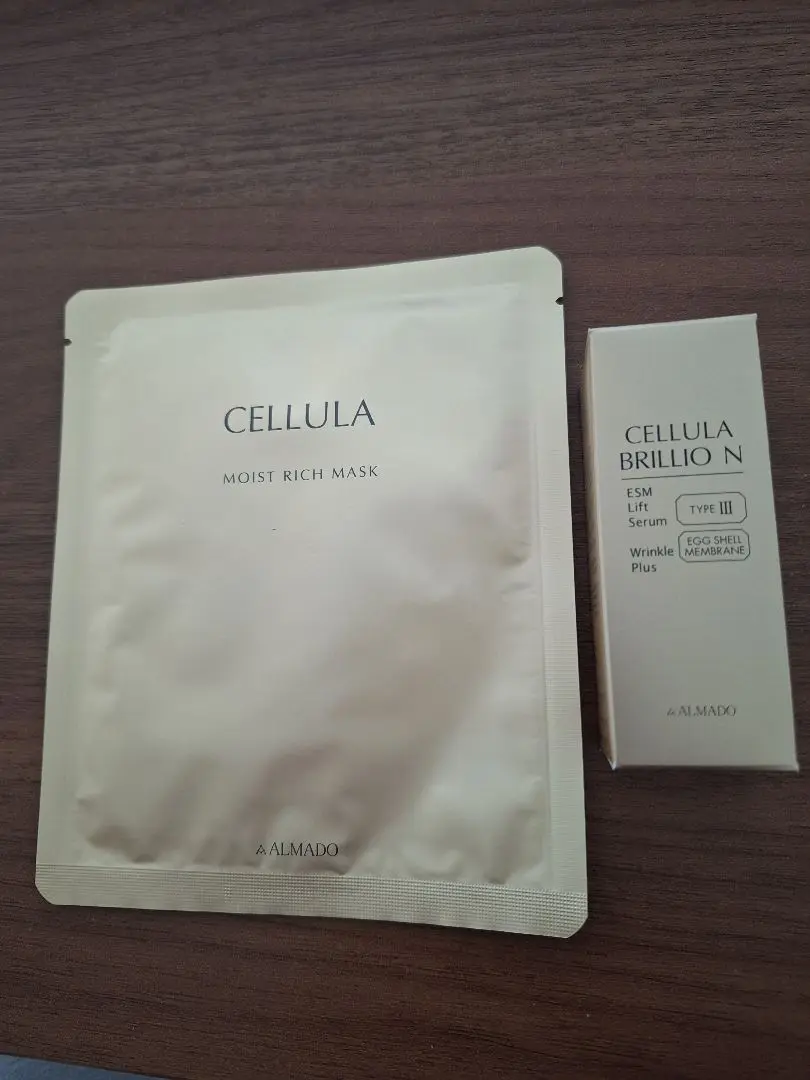 CELLULA
MOIST RICH MASK
ALMADO
CELLULA
BRILLIO N
ESM
Lift
Serum
TYPE III
Wrinkle
Plus
EGG SHELL
MEMBRANE
ALMADO